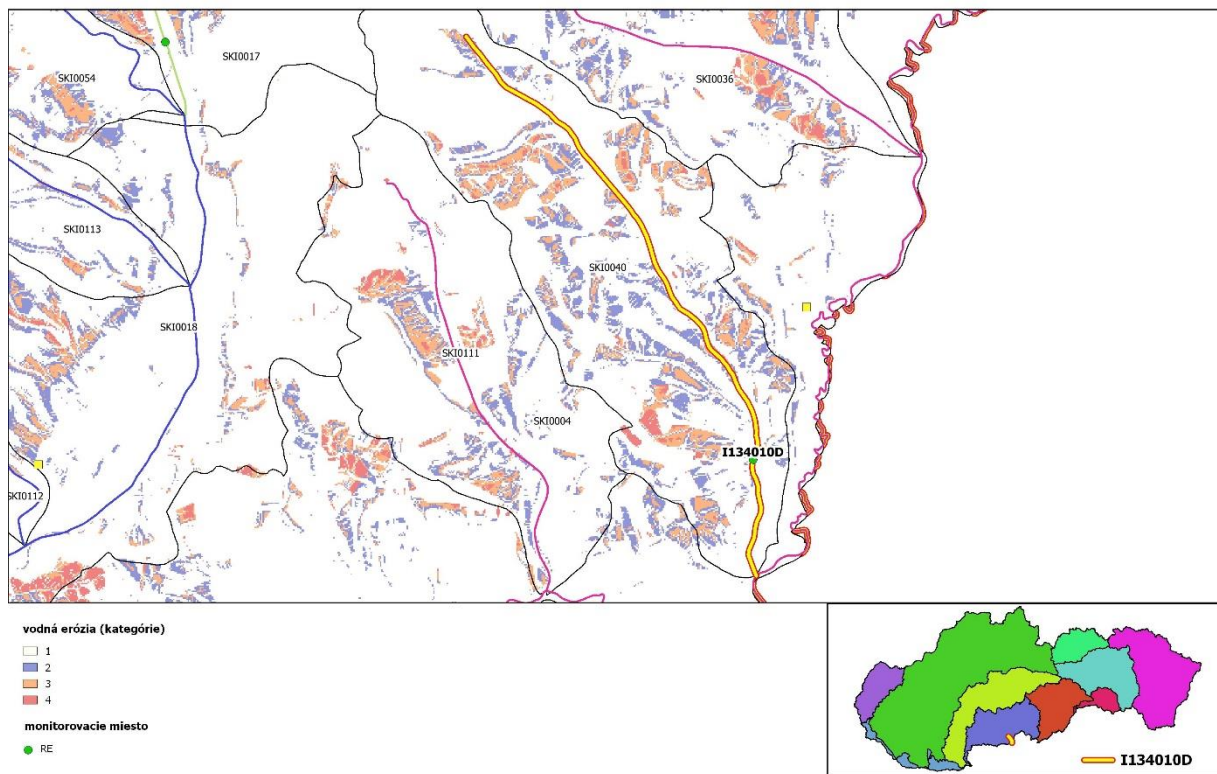 SKI0017
SKI0054
SKI0036
SKI0113
SKI0040
SKI0018
SKI0111
SKI0004
I134010D
SKI0112
vodná erózia (kategórie)
1
2
3
4
monitorovacie miesto
RE
I134010D